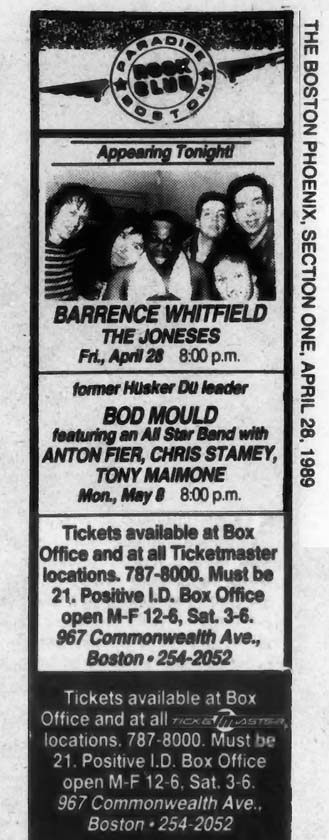 PARADISE
ROCK
CLUB
BOSTON
Appearing Tonight!
BARRENCE WHITFIELD
THE JONESES
Fri., April 28 8:00 p.m.
former Husker Du leader
BOD MOULD
featuring an All Star Band with
ANTON FIER, CHRIS STAMEY,
TONY MAIMONE
Mon., May 8 8:00 p.m.
Tickets available at Box
Office and at all Ticketmaster
locations. 787-8000. Must be
21. Positive I.D. Box Office
open M-F 12-6, Sat. 3-6.
967 Commonwealth Ave.,
Boston • 254-2052
Tickets available at Box
Office and at all TICKETMASTER,
locations. 787-8000. Must be
21. Positive I.D. Box Office
open M-F 12-6, Sat. 3-6.
967 Commonwealth Ave.,
Boston • 254-2052
THE BOSTON PHOENIX, SECTION ONE, APRIL 28, 1989